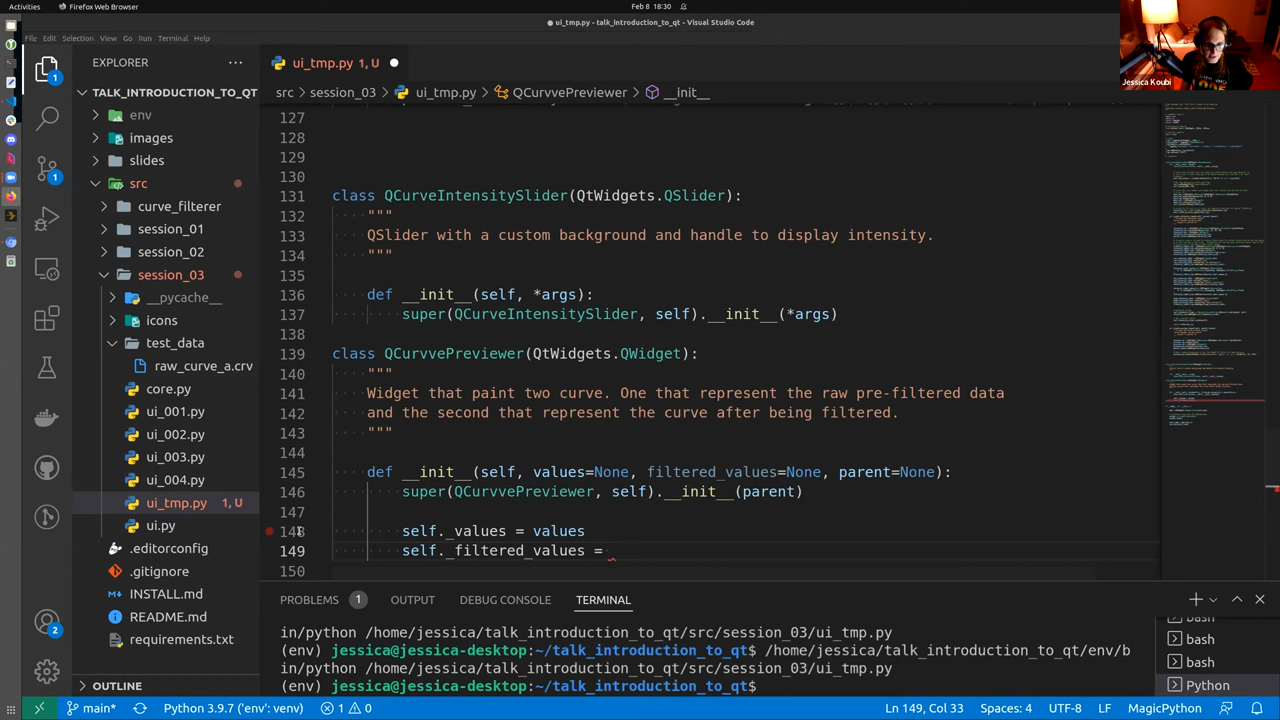 Activities
Firefox Web Browser
Feb 8 18:30
ui_tmp.py - talk_introduction_to_qt - Visual Studio Code
File Edit Selection View Go Run Terminal Help
Jessica Koubi
EXPLORER
ui_tmp.py 1, U
TALK_INTRODUCTION_TO_QT
src > session_03 > ui_tmp.py > QCurvvePreviewer > __init__
env
images
slides
src
curve_filterer
session_01
session_02
session_03
__pycache__
icons
test_data
raw_curve_a.crv
core.py
ui_001.py
ui_002.py
ui_003.py
ui_004.py
ui_tmp.py 1, U
ui.py
.editorconfig
.gitignore
INSTALL.md
README.md
requirements.txt
OUTLINE
127
128
129
130
131 class QCurveIntensitySlider(QtWidgets.QSlider):
132 """
133 QSlider with custom background and handle to display intensity.
134 """
135
136 def __init__(self, *args):
137 super(QCurveIntensitySlider, self).__init__(*args)
138
139 class QCurvvePreviewer(QtWidgets.QWidget):
140 """
141 Widget that draw two curve. One that represent the raw pre-filtered data
142 and the second that represent the curve after being filtered.
143 """
144
145 def __init__(self, values=None, filtered_values=None, parent=None):
146 super(QCurvvePreviewer, self).__init__(parent)
147
148 self._values = values
149 self._filtered_values =
150
PROBLEMS 1 OUTPUT DEBUG CONSOLE TERMINAL
in/python /home/jessica/talk_introduction_to_qt/src/session_03/ui_tmp.py
(env) jessica@jessica-desktop:~/talk_introduction_to_qt$ /home/jessica/talk_introduction_to_qt/env/b
in/python /home/jessica/talk_introduction_to_qt/src/session_03/ui_tmp.py
(env) jessica@jessica-desktop:~/talk_introduction_to_qt$
bash
bash
Python
main* Python 3.9.7 ('env': venv) 1 0
Ln 149, Col 33 Spaces: 4 UTF-8 LF MagicPython